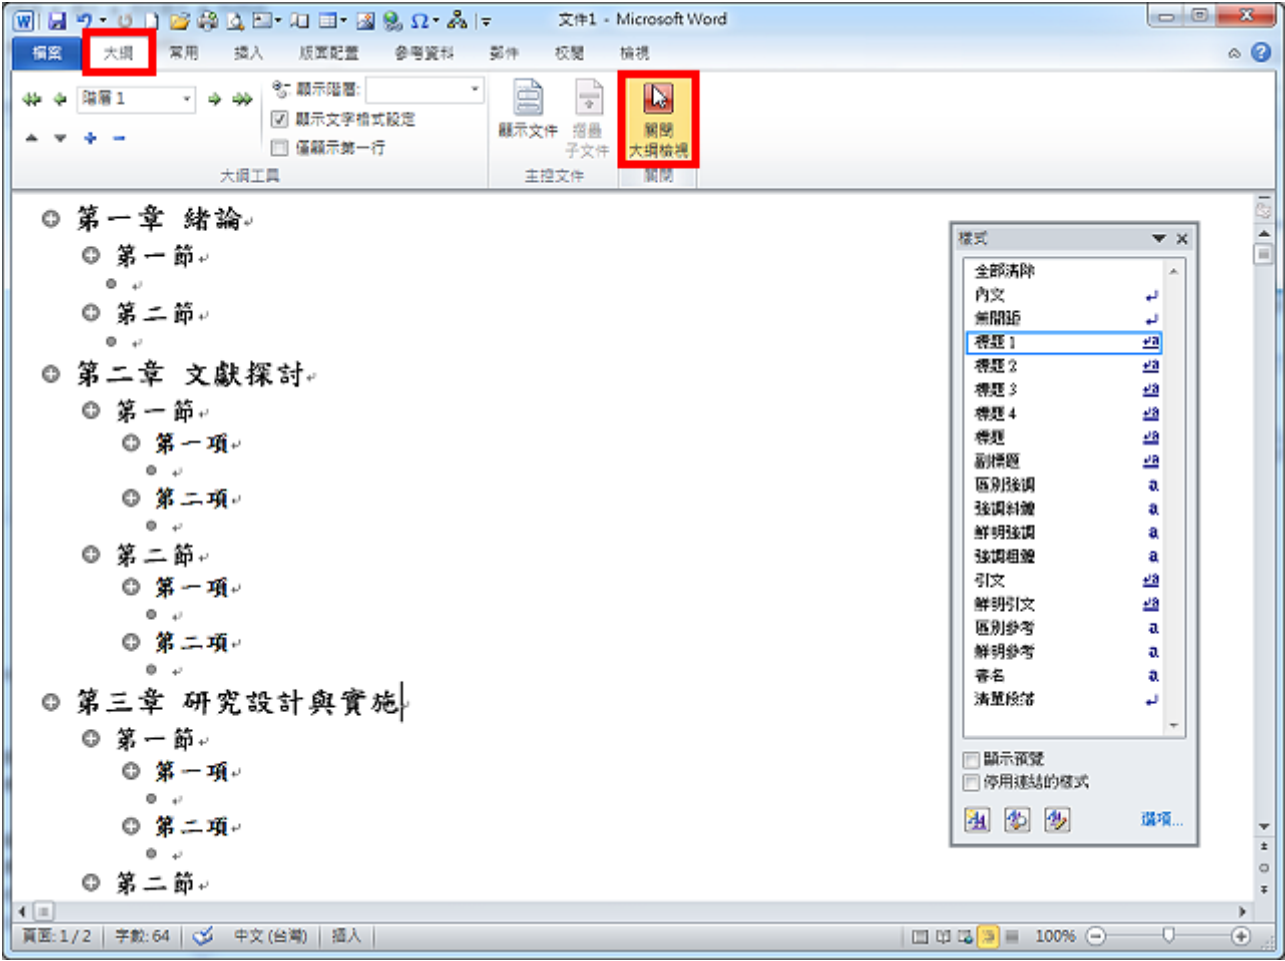 文件1 - Microsoft Word
檔案 大綱 常用 插入 版面配置 參考資料 郵件 校閱 檢視
階層 1
顯示階層:
顯示文字格式設定
僅顯示第一行
大綱工具
顯示文件
摺疊
子文件
主控文件
關閉
大綱檢視
關閉
第一章 緒論
第一節
第二節
第二章 文獻探討
第一節
第一項
第二項
第二節
第一項
第二項
第三章 研究設計與實施
第一節
第一項
第二項
第二節
樣式
全部清除
內文
無間距
標題 1
標題 2
標題 3
標題 4
標題
副標題
區別強調
強調斜體
鮮明強調
強調粗體
引文
鮮明引文
區別參考
鮮明參考
書名
清單段落
顯示預覽
停用連結的樣式
選項...
頁面: 1 / 2 字數: 64 中文 (台灣) 插入 100%